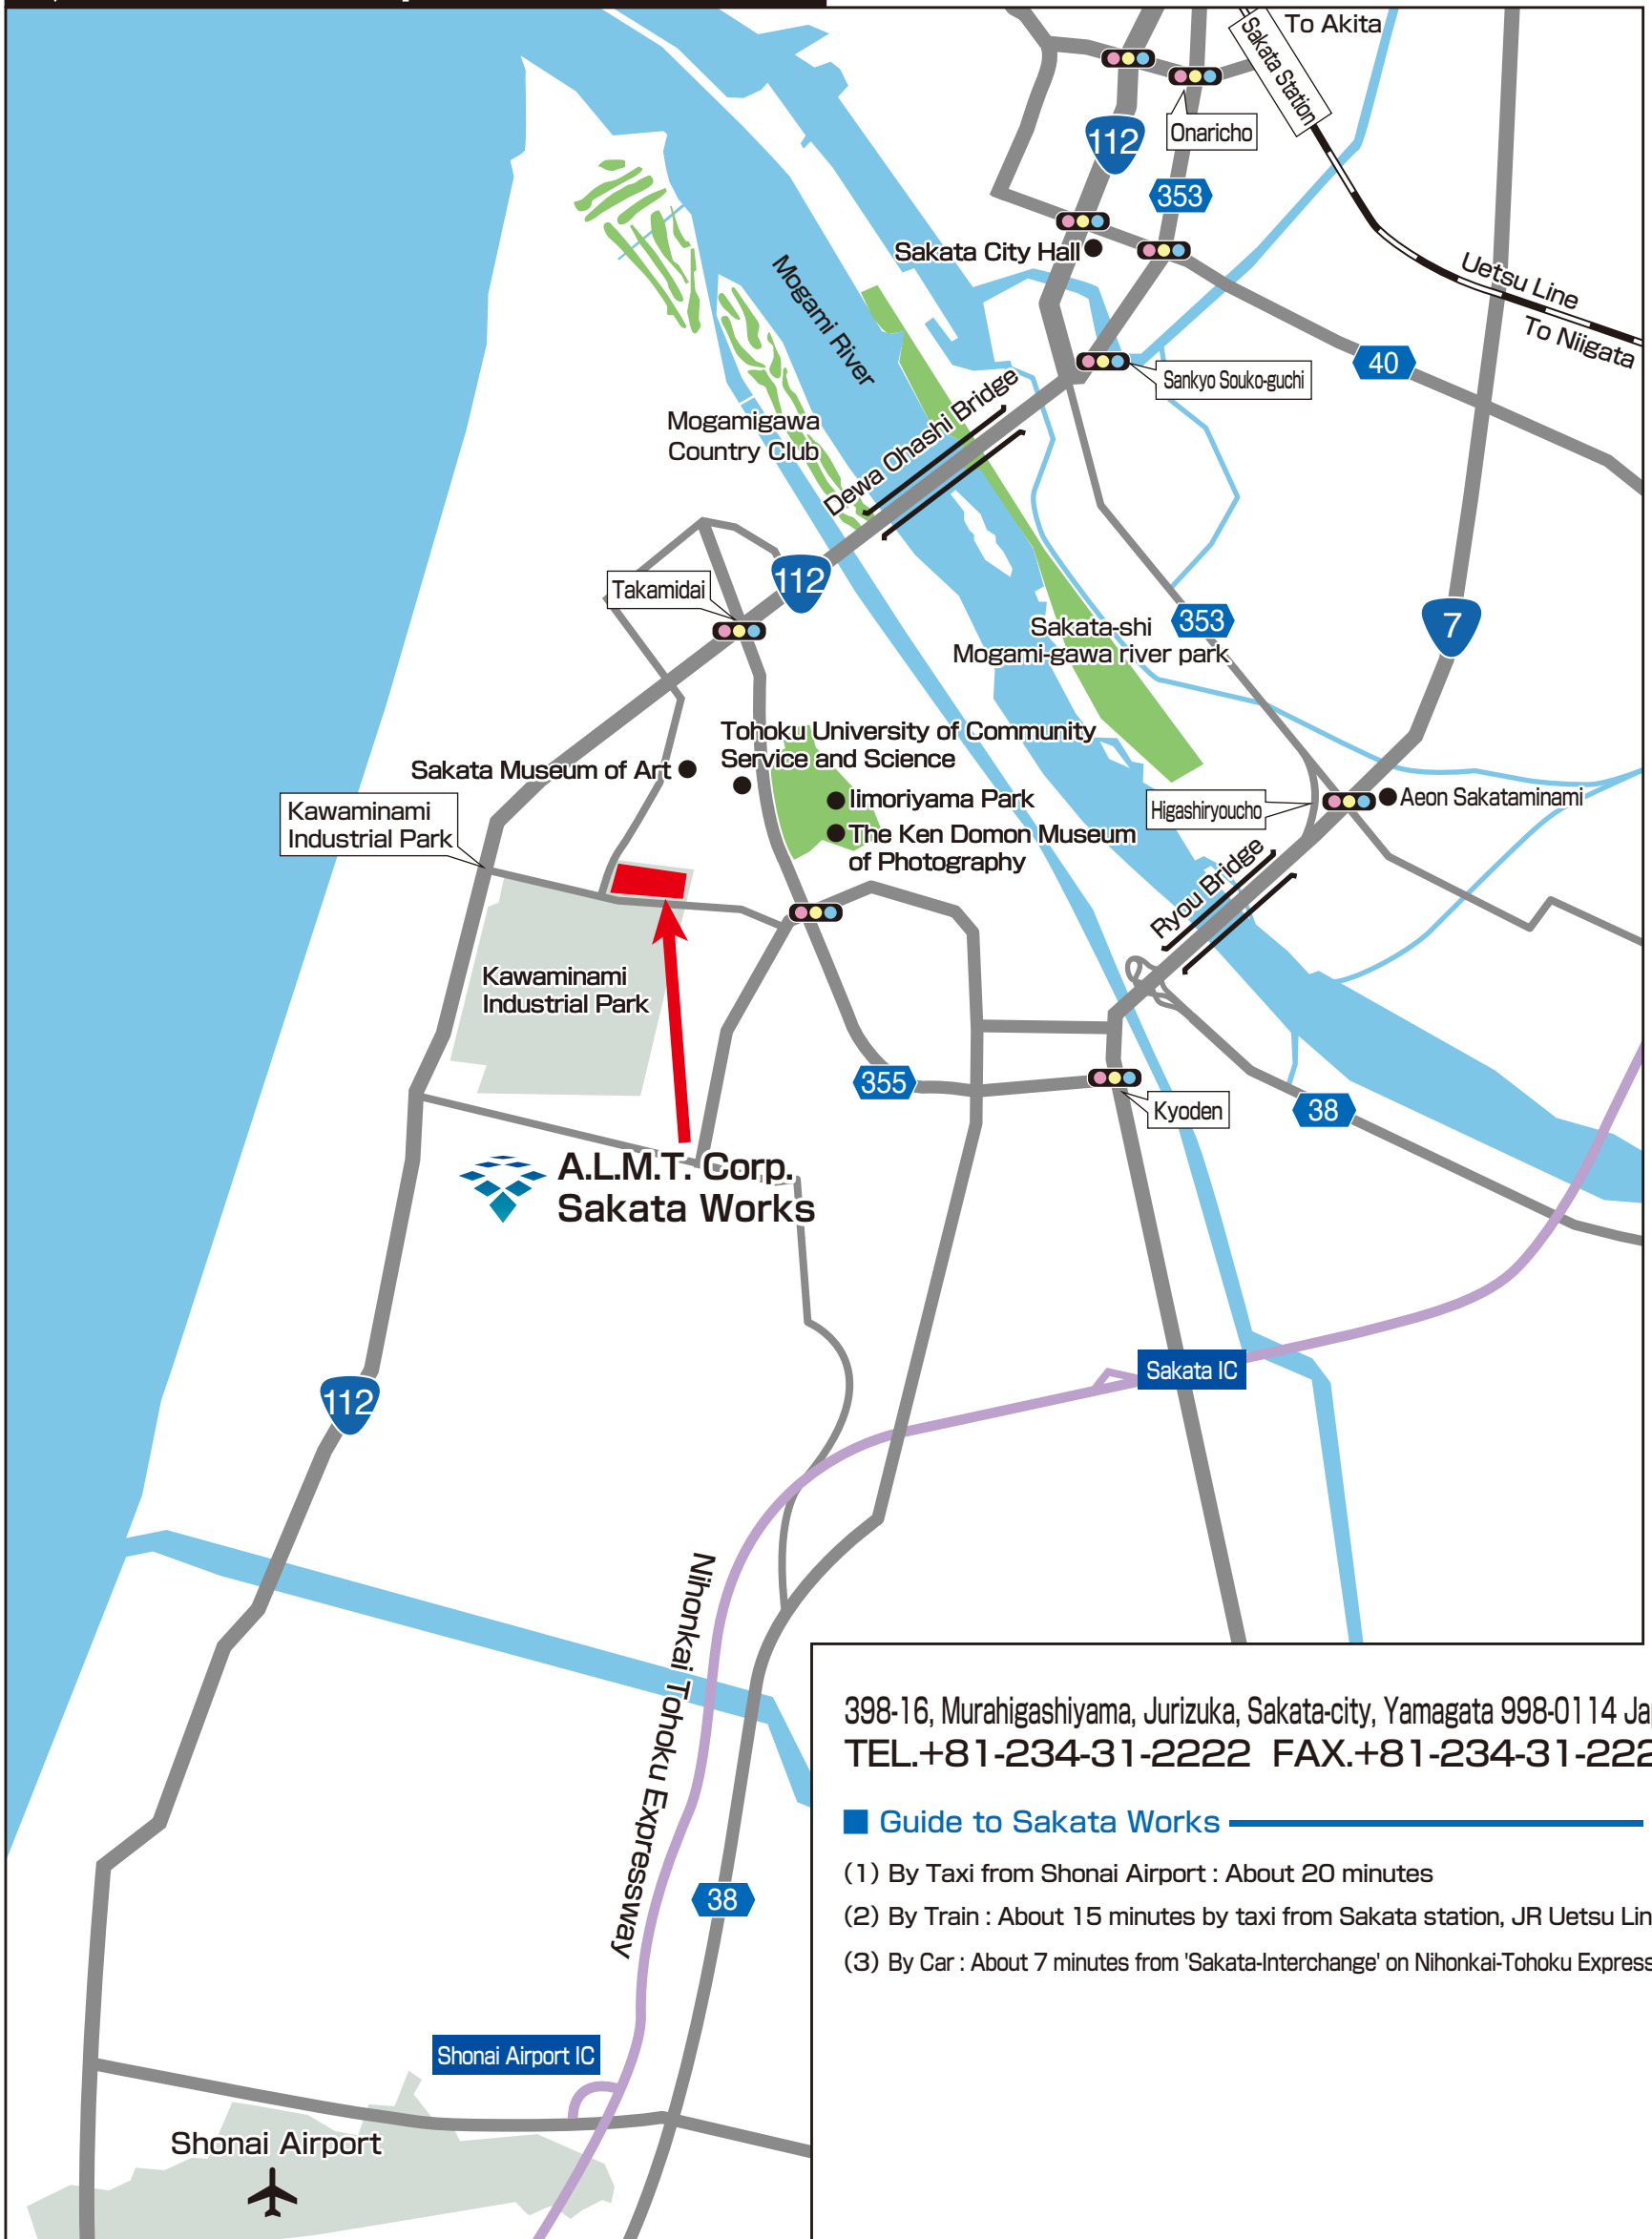 To Akita
Sakata Station
Onaricho
112
353
Sakata City Hall
Uetsu Line
To Niigata
40
Mogami River
Sankyo Souko-guchi
Dewa Ohashi Bridge
Mogamigawa
Country Club
112
Takamidai
353
7
Sakata-shi
Mogami-gawa river park
Tohoku University of Community
Service and Science
Sakata Museum of Art
Iimoriyama Park
Aeon Sakataminami
Higashiryoucho
Kawaminami
Industrial Park
The Ken Domon Museum
of Photography
Ryou Bridge
Kawaminami
Industrial Park
355
Kyoden
38
A.L.M.T. Corp.
Sakata Works
Sakata IC
112
Nihonkai Tohoku Expressway
38
Shonai Airport IC
Shonai Airport
398-16, Murahigashiyama, Jurizuka, Sakata-city, Yamagata 998-0114
TEL.+81-234-31-2222 FAX.+81-234-31-222
Guide to Sakata Works
(1) By Taxi from Shonai Airport : About 20 minutes
(2) By Train : About 15 minutes by taxi from Sakata station, JR Uetsu Lin
(3) By Car : About 7 minutes from 'Sakata-Interchange' on Nihonkai-Tohoku Express